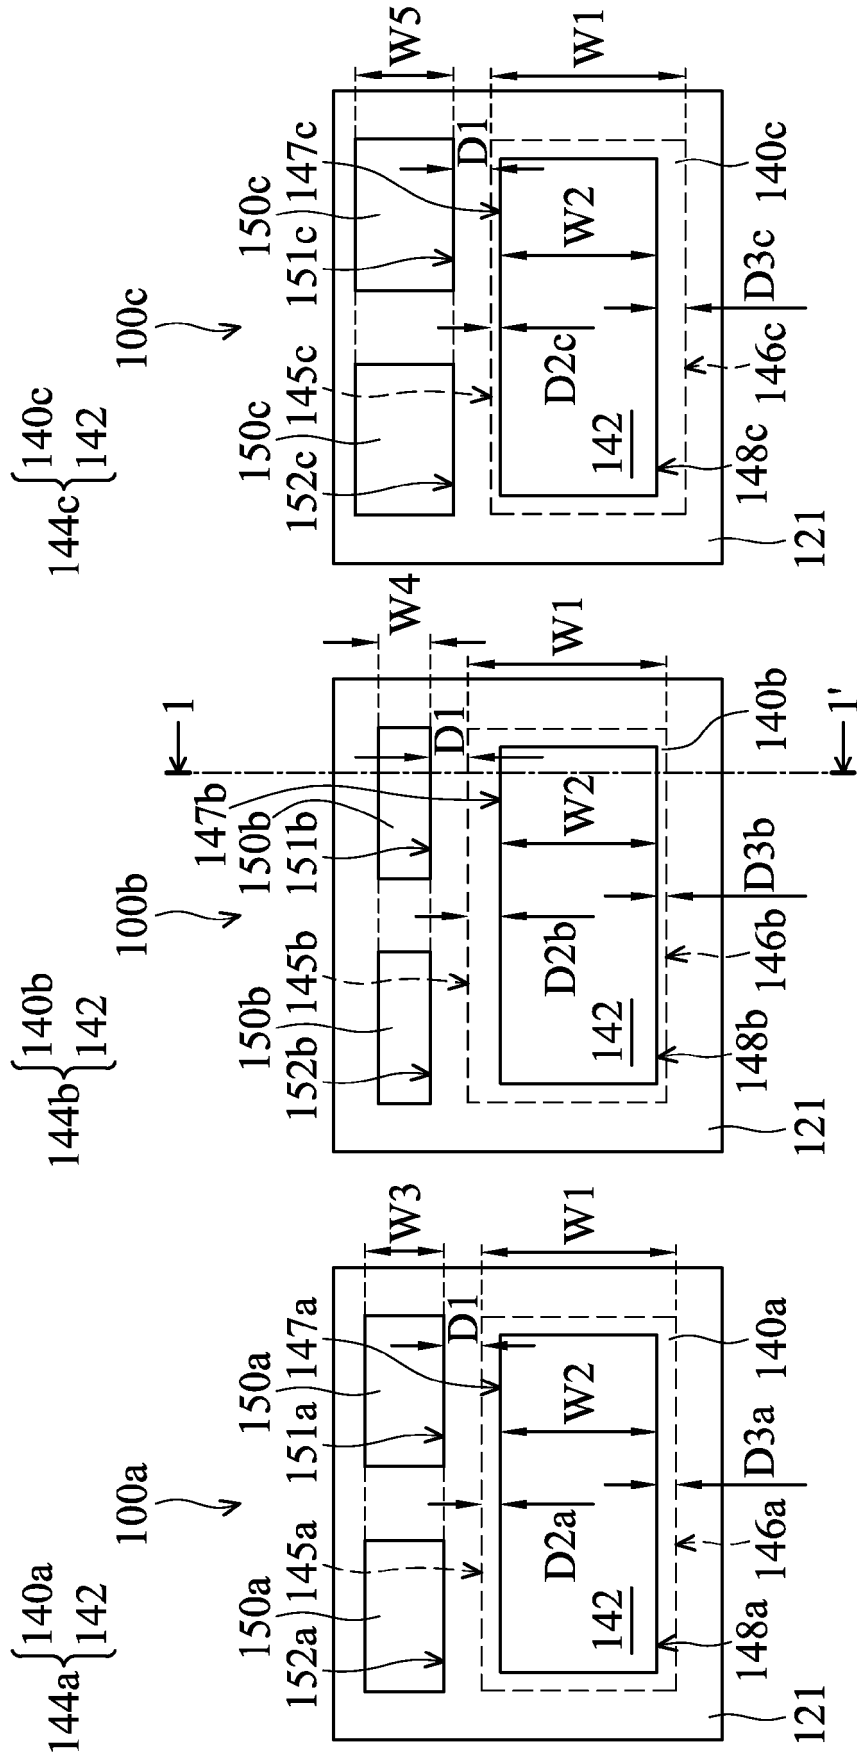 144a { 140a
142
100a
150a
152a
145a
150a
151a
147a
D1
W3
W1
W2
D2a
142
148a
146a
D3a
140a
121
144b { 140b
142
100b
150b
152b
145b
147b
150b
151b
D1
W4
W1
W2
D2b
142
148b
146b
D3b
140b
121
1
1'
144c { 140c
142
100c
150c
152c
145c
150c
151c
147c
D1
W5
W1
W2
D2c
142
148c
146c
D3c
140c
121